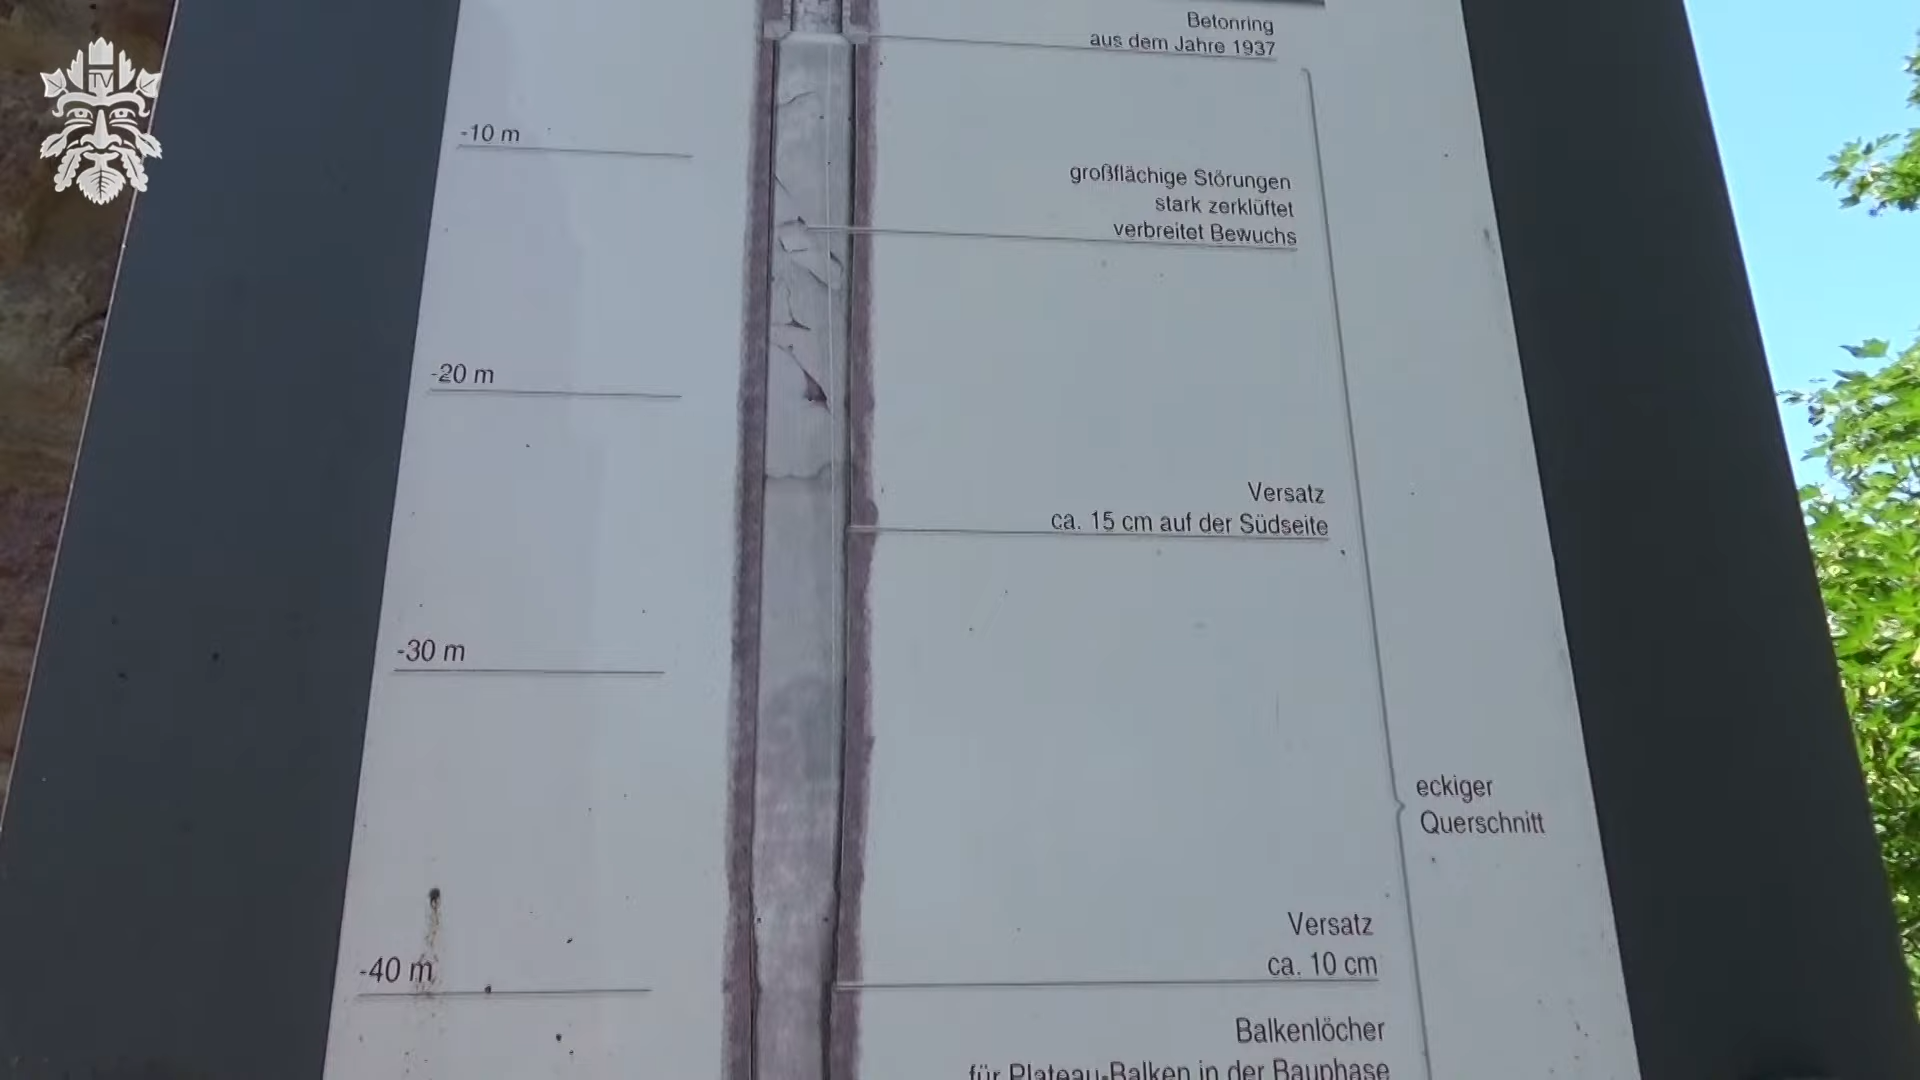 TV
Betonring
aus dem Jahre 1937
-10 m
großflächige Störungen
stark zerklüftet
verbreitet Bewuchs
-20 m
Versatz
ca. 15 cm auf der Südseite
-30 m
eckiger
Querschnitt
Versatz
ca. 10 cm
-40 m
Balkenlöcher
für Plateau-Balken in der Bauphase